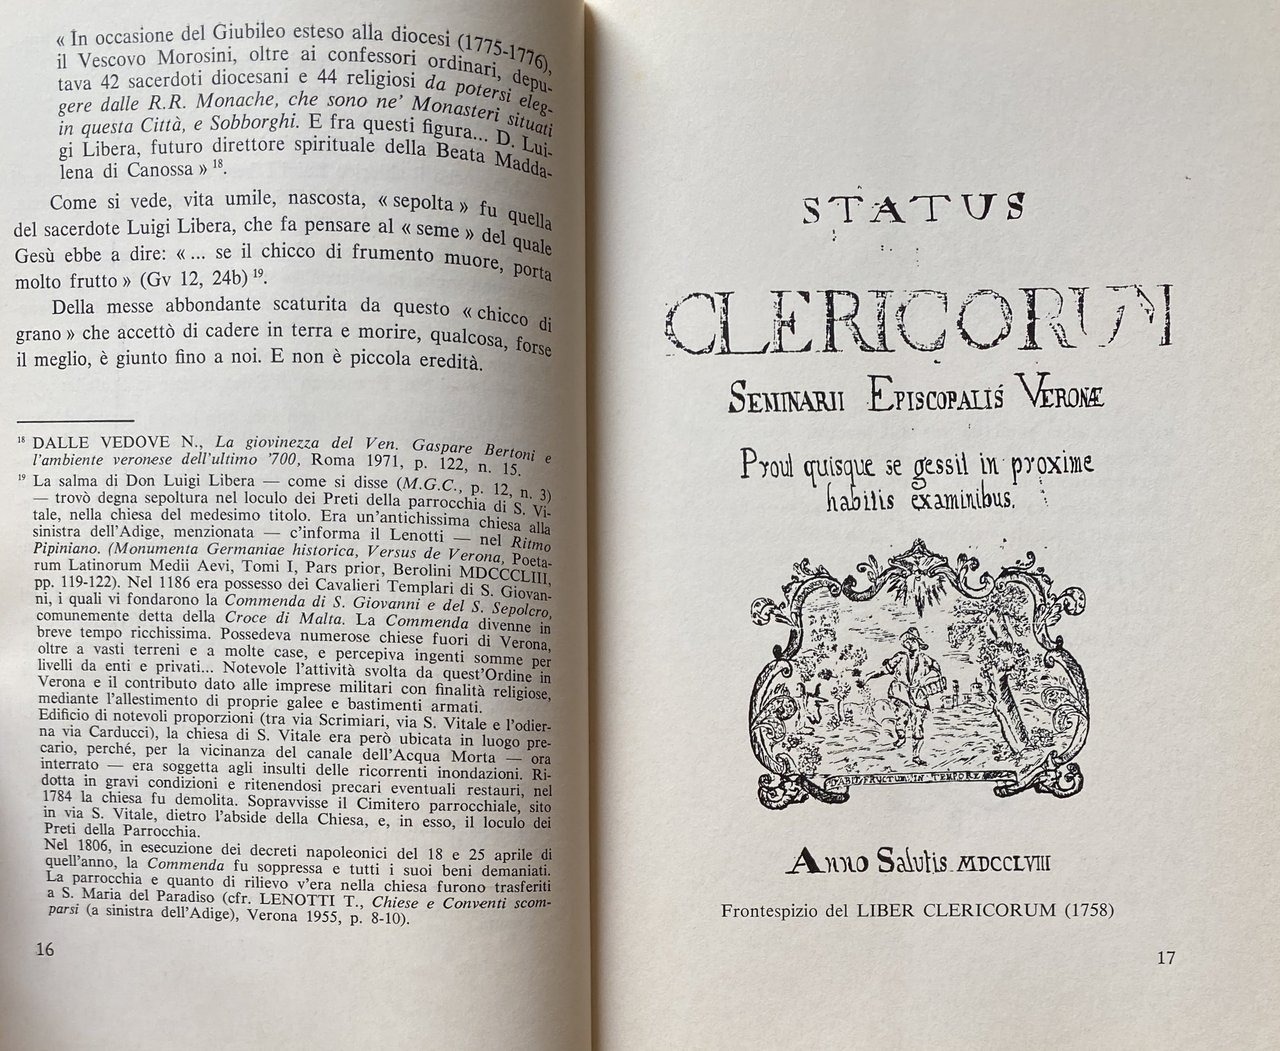 « In occasione del Giubileo esteso alla diocesi (1775-1776),
il Vescovo Morosini, oltre ai confessori ordinari, depu-
tava 42 sacerdoti diocesani e 44 religiosi da potersi eleg-
gere dalle R.R. Monache, che sono ne' Monasteri situati
in questa Città, e Sobborghi. E fra questi figura... D. Lui-
gi Libera, futuro direttore spirituale della Beata Madda-
lena di Canossa » 18.
Come si vede, vita umile, nascosta, « sepolta » fu quella
del sacerdote Luigi Libera, che fa pensare al « seme » del quale
Gesù ebbe a dire: « ... se il chicco di frumento muore, porta
molto frutto » (Gv 12, 24b) 19.
Della messe abbondante scaturita da questo « chicco di
grano » che accettò di cadere in terra e morire, qualcosa, forse
il meglio, è giunto fino a noi. E non è piccola eredità.
18 DALLE VEDOVE N., La giovinezza del Ven. Gaspare Bertoni e
l'ambiente veronese dell'ultimo '700, Roma 1971, p. 122, n. 15.
19 La salma di Don Luigi Libera — come si disse (M.G.C., p. 12, n. 3)
— trovò degna sepoltura nel loculo dei Preti della parrocchia di S. Vi-
tale, nella chiesa del medesimo titolo. Era un'antichissima chiesa alla
sinistra dell'Adige, menzionata — c'informa il Lenotti — nel Ritmo
Pipiniano. (Monumenta Germaniae historica, Versus de Verona, Poeta-
rum Latinorum Medii Aevi, Tomi I, Pars prior, Berolini MDCCCLIII,
pp. 119-122). Nel 1186 era possesso dei Cavalieri Templari di S. Giovan-
ni, i quali vi fondarono la Commenda di S. Giovanni e del S. Sepolcro,
comunemente detta della Croce di Malta. La Commenda divenne in
breve tempo ricchissima. Possedeva numerose chiese fuori di Verona,
oltre a vasti terreni e a molte case, e percepiva ingenti somme per
livelli da enti e privati... Notevole l'attività svolta da quest'Ordine in
Verona e il contributo dato alle imprese militari con finalità religiose,
mediante l'allestimento di proprie galee e bastimenti armati.
Edificio di notevoli proporzioni (tra via Scrimiari, via S. Vitale e l'odier-
na via Carducci), la chiesa di S. Vitale era però ubicata in luogo pre-
cario, perché, per la vicinanza del canale dell'Acqua Morta — ora
interrato — era soggetta agli insulti delle ricorrenti inondazioni. Ri-
dotta in gravi condizioni e ritenendosi precari eventuali restauri, nel
1784 la chiesa fu demolita. Sopravvisse il Cimitero parrocchiale, sito
in via S. Vitale, dietro l'abside della Chiesa, e, in esso, il loculo dei
Preti della Parrocchia.
Nel 1806, in esecuzione dei decreti napoleonici del 18 e 25 aprile di
quell'anno, la Commenda fu soppressa e tutti i suoi beni demaniati.
La parrocchia e quanto di rilievo v'era nella chiesa furono trasferiti
a S. Maria del Paradiso (cfr. LENOTTI T., Chiese e Conventi scom-
parsi (a sinistra dell'Adige), Verona 1955, p. 8-10).
16
STATUS
CLERICORUM
SEMINARII EPISCOPALIS VERONÆ
Prout quisque se gessit in proxime
habitis examinibus.
DABIT FRUCTUM IN TEMPORE
Anno Salutis MDCCLVIII
Frontespizio del LIBER CLERICORUM (1758)
17